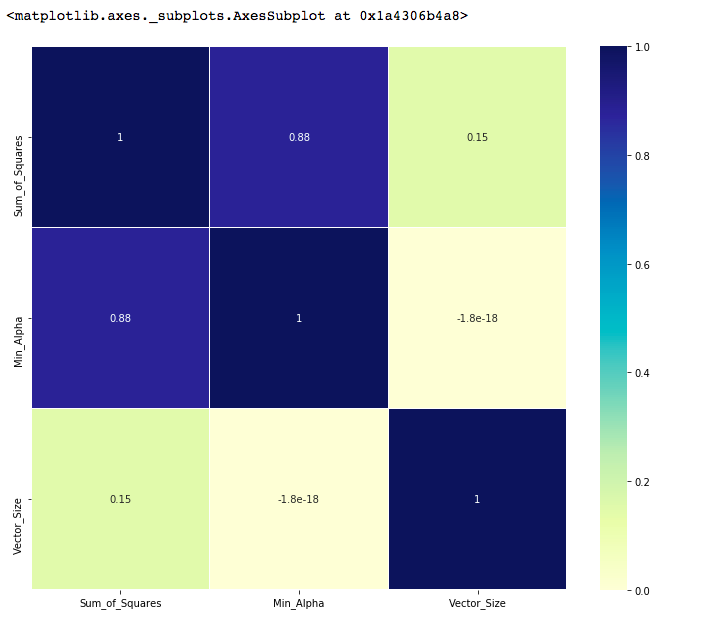 <matplotlib.axes._subplots.AxesSubplot at 0x1a4306b4a8>
1.0
Sum_of_Squares
1
0.88
0.15
0.8
0.6
Min_Alpha
0.88
1
-1.8e-18
0.4
0.2
Vector_Size
0.15
-1.8e-18
1
0.0
Sum_of_Squares
Min_Alpha
Vector_Size